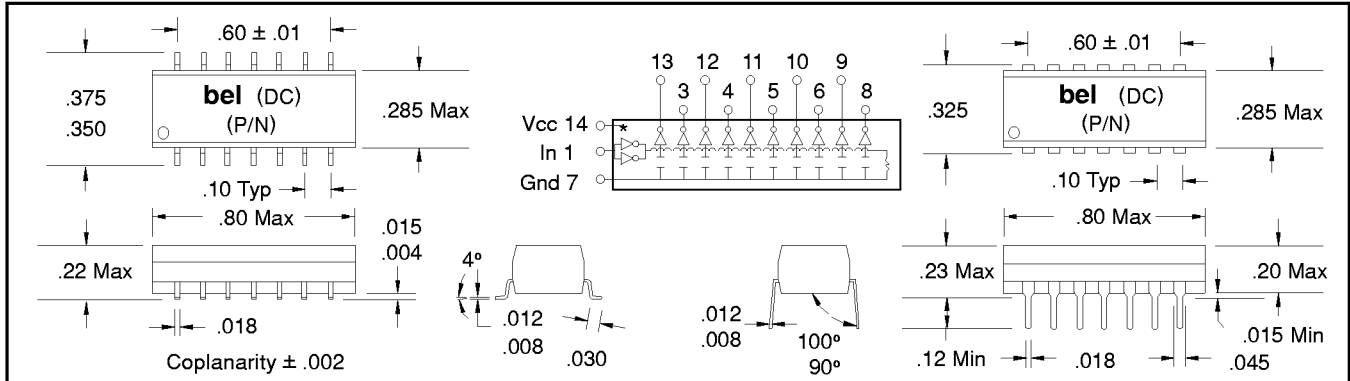 .60 ± .01
bel (DC)
(P/N)
.375
.350
.285 Max
.10 Typ
.80 Max
.22 Max
.015
.004
.018
Coplanarity ± .002
13 12 11 10 9
3 4 5 6 8
Vcc 14 *
In 1
Gnd 7
4°
.012
.008
.030
.012
.008
100°
90°
.60 ± .01
bel (DC)
(P/N)
.325
.285 Max
.10 Typ
.80 Max
.23 Max
.20 Max
.015 Min
.12 Min
.018
.045